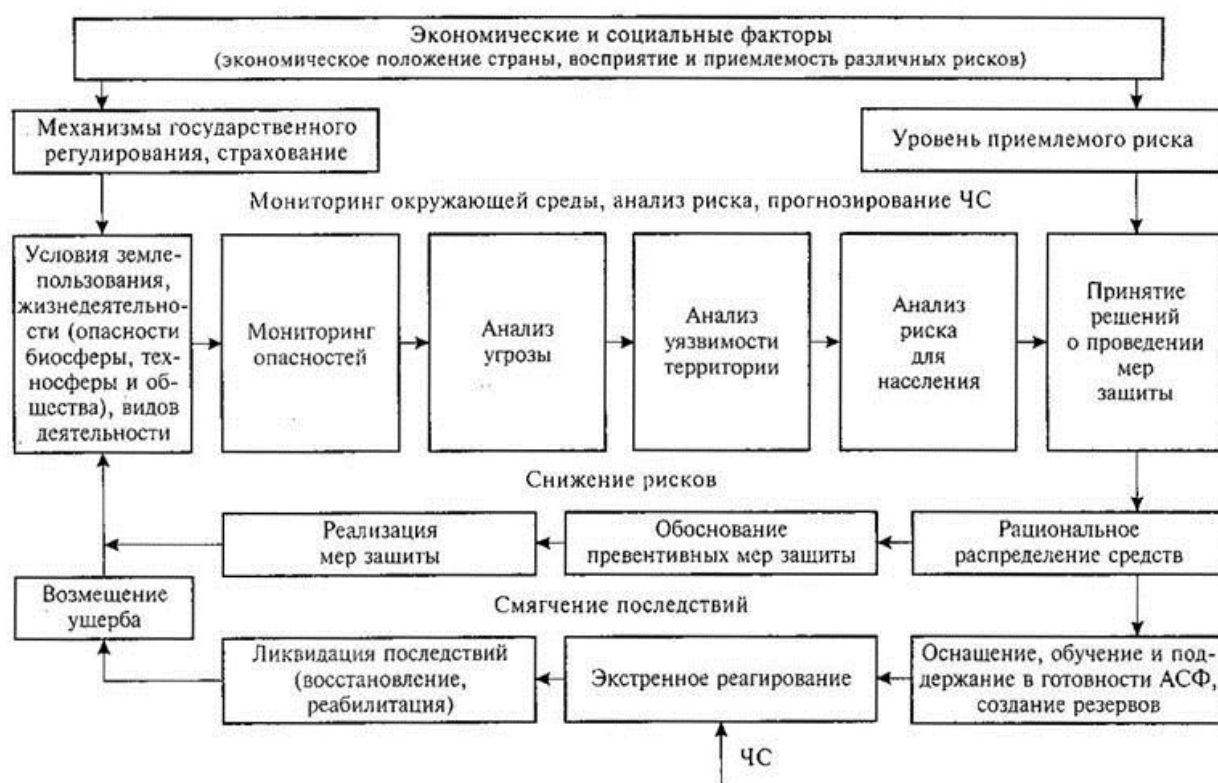 Экономические и социальные факторы
(экономическое положение страны, восприятие и приемлемость различных рисков)
Механизмы государственного
регулирования, страхование
Уровень приемлемого риска
Мониторинг окружающей среды, анализ риска, прогнозирование ЧС
Условия земле-
пользования,
жизнедеятельно-
сти (опасности
биосферы, тех-
носферы и об-
щества), видов
деятельности
Мониторинг
опасностей
Анализ
угрозы
Анализ
уязвимости
территории
Анализ
риска
для
населения
Принятие
решений
о проведении
мер
защиты
Снижение рисков
Реализация
мер защиты
Обоснование
превентивных мер защиты
Рациональное
распределение средств
Возмещение
ущерба
Смягчение последствий
Ликвидация последствий
(восстановление,
реабилитация)
Экстренное реагирование
Оснащение, обучение и под-
держание в готовности АСФ,
создание резервов
ЧС